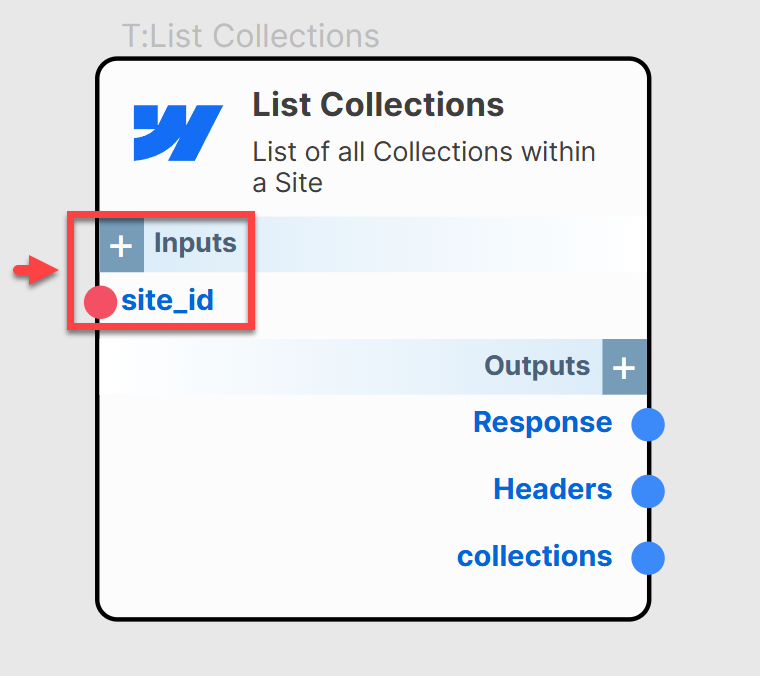 T:List Collections
List Collections
List of all Collections within
a Site
+ Inputs
site_id
Outputs +
Response
Headers
collections